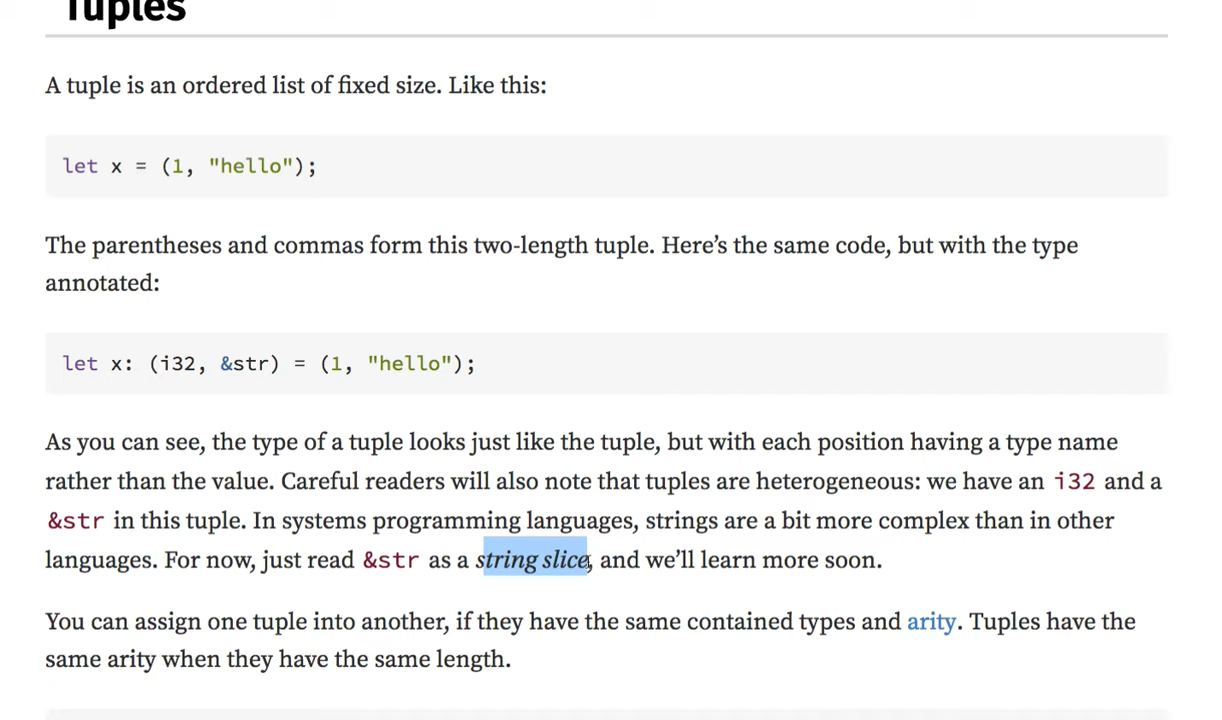 Tuples
A tuple is an ordered list of fixed size. Like this:
let x = (1, "hello");
The parentheses and commas form this two-length tuple. Here’s the same code, but with the type
annotated:
let x: (i32, &str) = (1, "hello");
As you can see, the type of a tuple looks just like the tuple, but with each position having a type name
rather than the value. Careful readers will also note that tuples are heterogeneous: we have an i32 and a
&str in this tuple. In systems programming languages, strings are a bit more complex than in other
languages. For now, just read &str as a string slice, and we’ll learn more soon.
You can assign one tuple into another, if they have the same contained types and arity. Tuples have the
same arity when they have the same length.